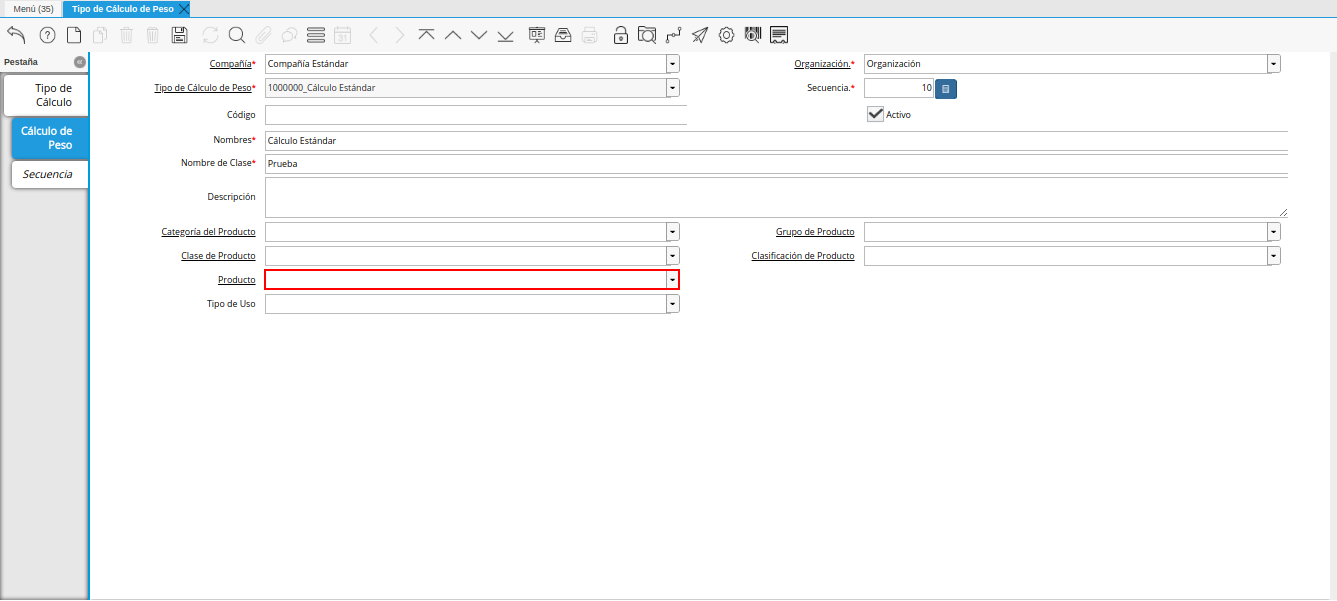 Menú (35) Tipo de Cálculo de Peso
31
Pestaña
Tipo de
Cálculo
Cálculo de
Peso
Secuencia
Compañía* Compañía Estándar Organización.* Organización
Tipo de Cálculo de Peso* 1000000_Cálculo Estándar Secuencia.* 10
Código Activo
Nombres* Cálculo Estándar
Nombre de Clase* Prueba
Descripción
Categoría del Producto Grupo de Producto
Clase de Producto Clasificación de Producto
Producto
Tipo de Uso